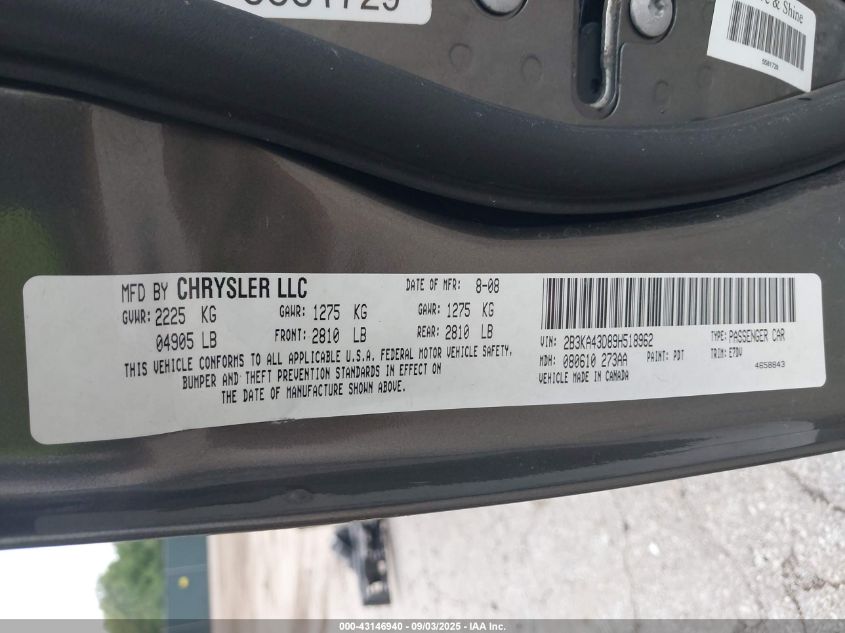 & Shine
5581729
MFD BY CHRYSLER LLC DATE OF MFR: 8-08
GVWR: 2225 KG GAWR: 1275 KG GAWR: 1275 KG
04905 LB FRONT: 2810 LB REAR: 2810 LB
THIS VEHICLE CONFORMS TO ALL APPLICABLE U.S.A. FEDERAL MOTOR VEHICLE SAFETY,
BUMPER AND THEFT PREVENTION STANDARDS IN EFFECT ON
THE DATE OF MANUFACTURE SHOWN ABOVE.
VIN: 2B3KA43D89H518962 TYPE: PASSENGER CAR
MDH: 080610 273AA PAINT: PDT TRIM: E7DV
VEHICLE MADE IN CANADA 4658643
000-43146940 - 09/03/2025 - IAA Inc.